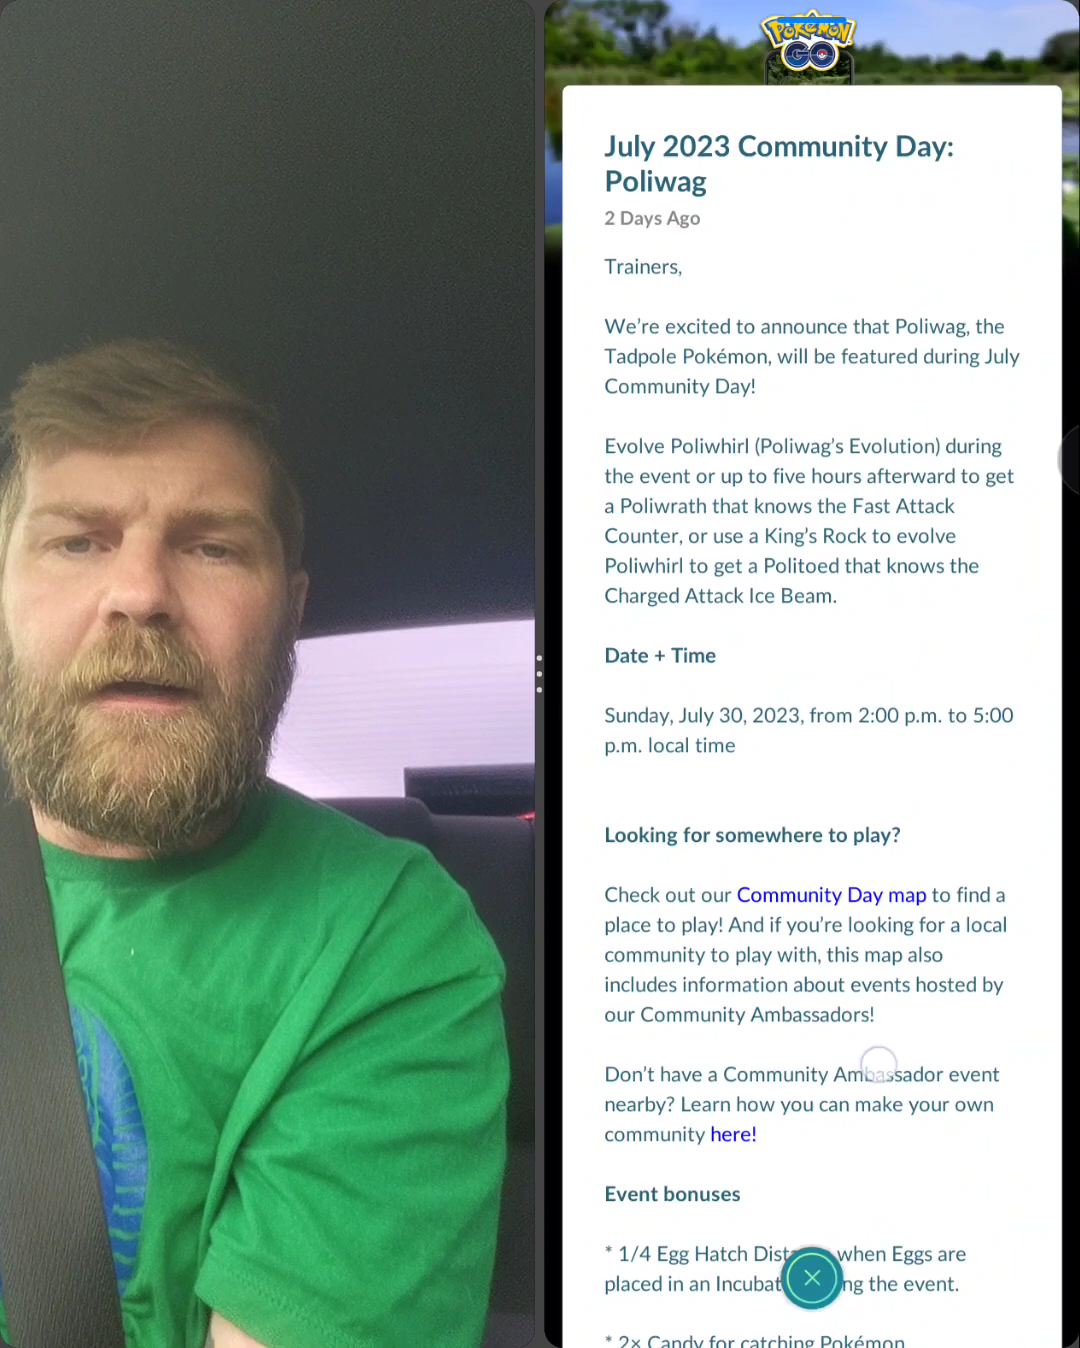 POKÉMON
GO
July 2023 Community Day:
Poliwag
2 Days Ago
Trainers,
We’re excited to announce that Poliwag, the
Tadpole Pokémon, will be featured during July
Community Day!
Evolve Poliwhirl (Poliwag’s Evolution) during
the event or up to five hours afterward to get
a Poliwrath that knows the Fast Attack
Counter, or use a King’s Rock to evolve
Poliwhirl to get a Politoed that knows the
Charged Attack Ice Beam.
Date + Time
Sunday, July 30, 2023, from 2:00 p.m. to 5:00
p.m. local time
Looking for somewhere to play?
Check out our Community Day map to find a
place to play! And if you’re looking for a local
community to play with, this map also
includes information about events hosted by
our Community Ambassadors!
Don’t have a Community Ambassador event
nearby? Learn how you can make your own
community here!
Event bonuses
* 1/4 Egg Hatch when Eggs are
placed in an the event.
* 2× Candy for catching Pokémon